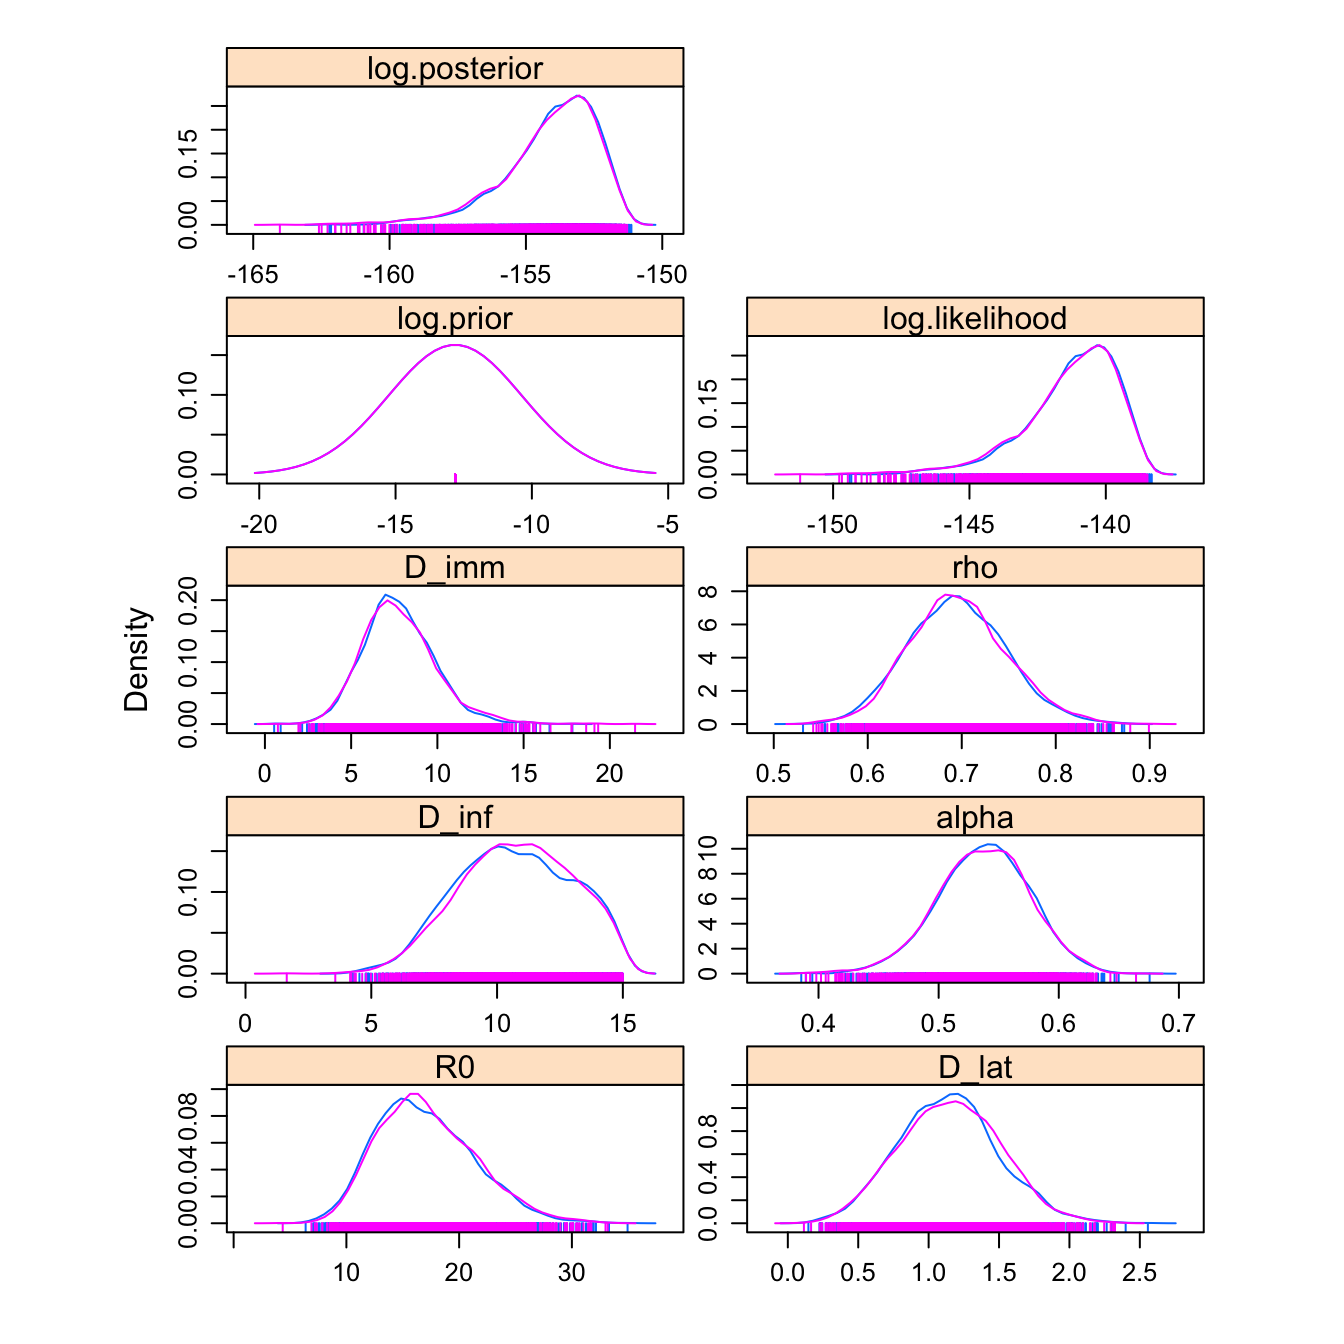 log.posterior
0.00 0.15
-165 -160 -155 -150
log.prior
0.00 0.10
-20 -15 -10 -5
log.likelihood
0.00 0.15
-150 -145 -140
Density
D_imm
0.00 0.10 0.20
0 5 10 15 20
rho
0 2 4 6 8
0.5 0.6 0.7 0.8 0.9
D_inf
0.00 0.10
0 5 10 15
alpha
0 2 4 6 8 10
0.4 0.5 0.6 0.7
R0
0.00 0.04 0.08
10 20 30
D_lat
0.0 0.4 0.8
0.0 0.5 1.0 1.5 2.0 2.5